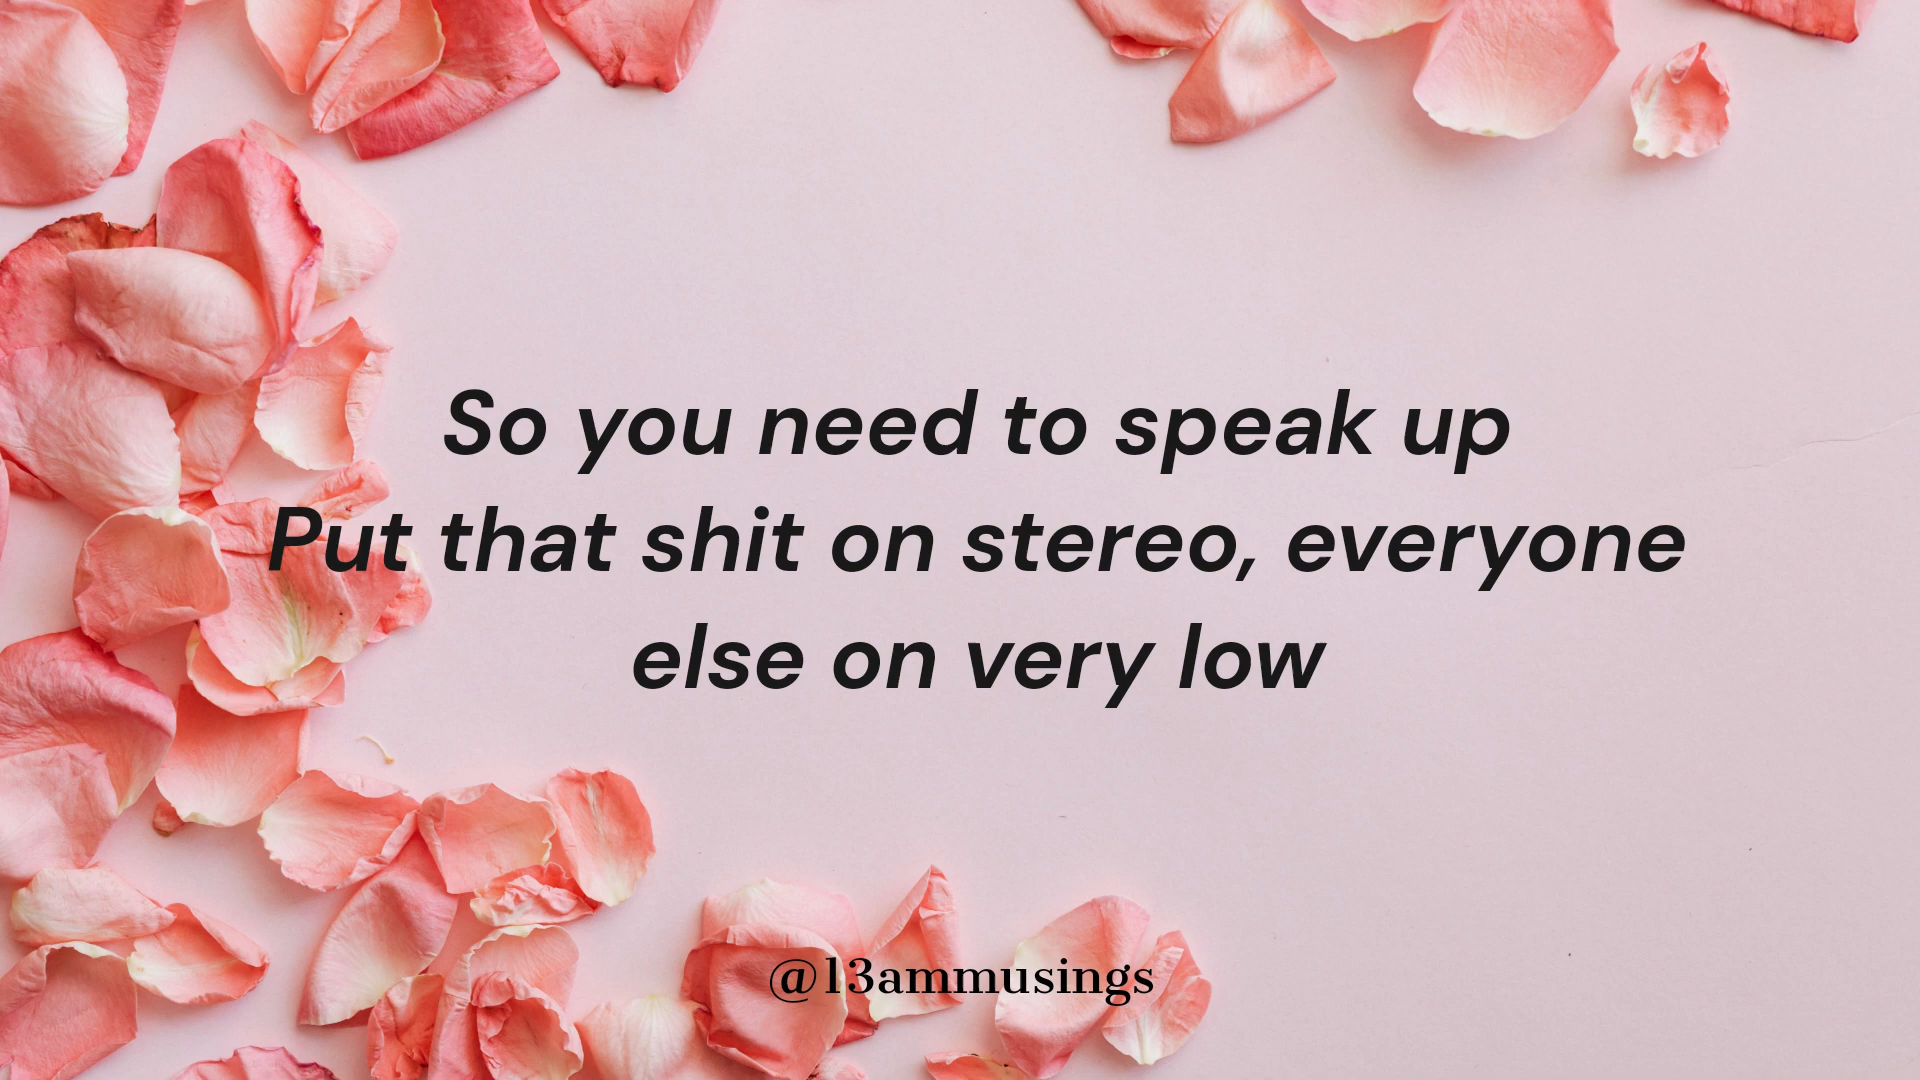 So you need to speak up
Put that shit on stereo, everyone
else on very low
@13ammusings